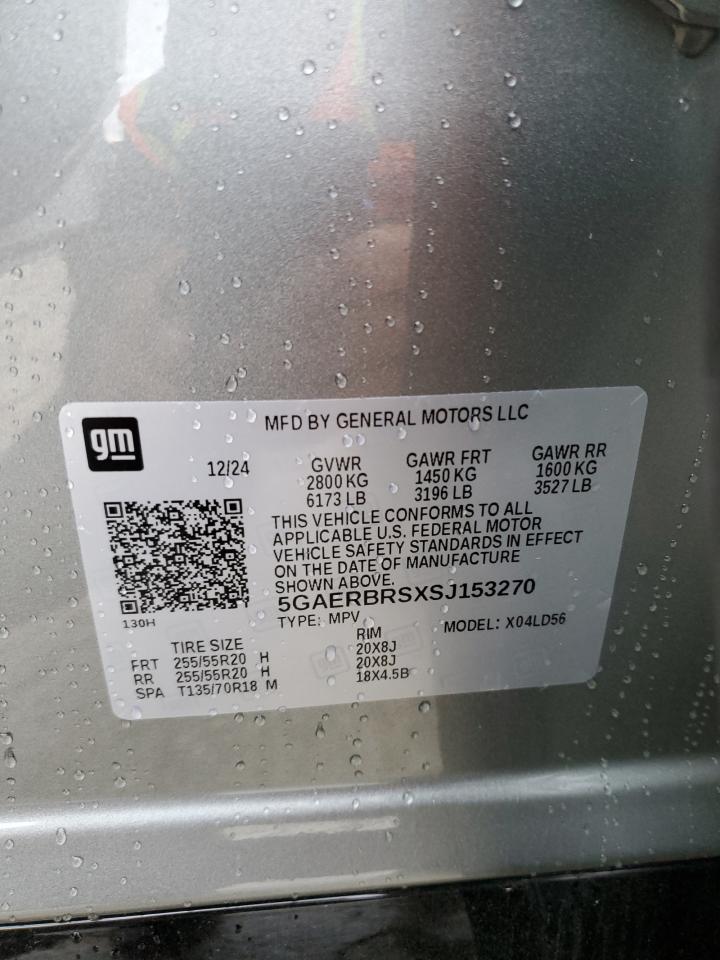 gm
MFD BY GENERAL MOTORS LLC
12/24
GVWR
2800 KG
6173 LB
GAWR FRT
1450 KG
3196 LB
GAWR RR
1600 KG
3527 LB
THIS VEHICLE CONFORMS TO ALL
APPLICABLE U.S. FEDERAL MOTOR
VEHICLE SAFETY STANDARDS IN EFFECT
ON THE DATE OF MANUFACTURE
SHOWN ABOVE.
5GAERBRSXSJ153270
130H
TYPE: MPV
MODEL: X04LD56
TIRE SIZE RIM
FRT 255/55R20 H 20X8J
RR 255/55R20 H 20X8J
SPA T135/70R18 M 18X4.5B